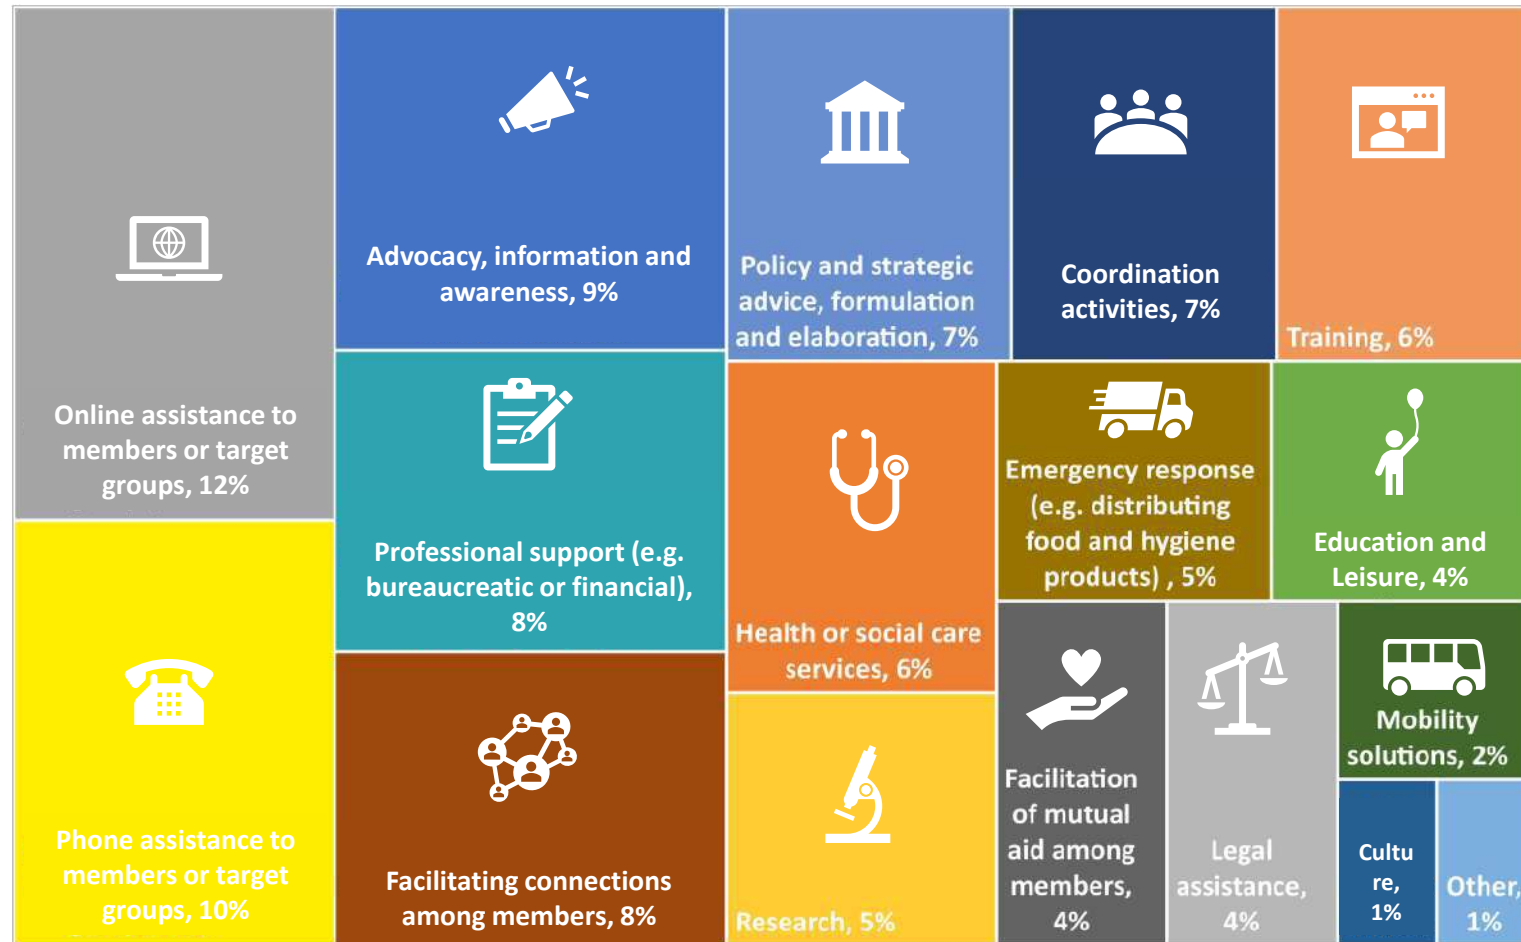 Online assistance to
members or target
groups, 12%
Phone assistance to
members or target
groups, 10%
Advocacy, information and
awareness, 9%
Professional support (e.g.
bureaucreatic or financial),
8%
Facilitating connections
among members, 8%
Policy and strategic
advice, formulation
and elaboration, 7%
Coordination
activities, 7%
Training, 6%
Health or social care
services, 6%
Research, 5%
Emergency response
(e.g. distributing
food and hygiene
products) , 5%
Education and
Leisure, 4%
Facilitation
of mutual
aid among
members,
4%
Legal
assistance,
4%
Mobility
solutions, 2%
Cultu
re,
1%
Other,
1%